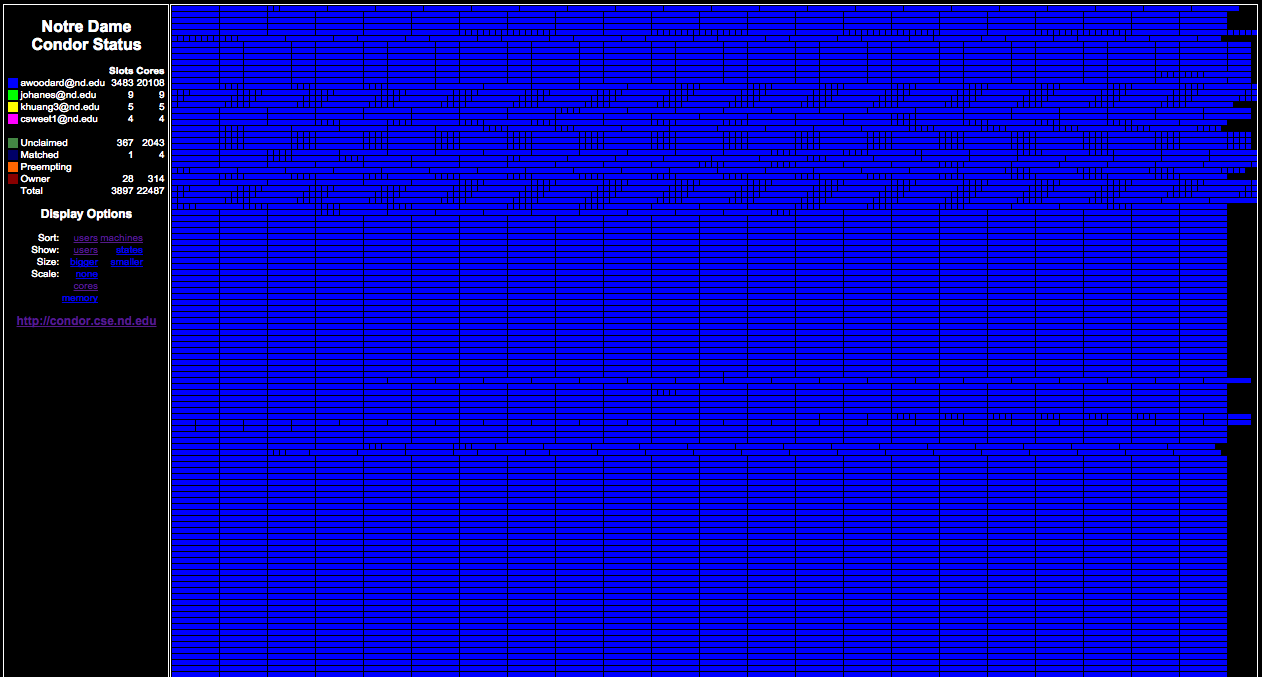 Notre Dame
Condor Status
Slots Cores
awoodard@nd.edu 3483 20108
johanes@nd.edu 9 9
khuang3@nd.edu 5 5
csweet1@nd.edu 4 4
Unclaimed 367 2043
Matched 1 4
Preempting
Owner 28 314
Total 3897 22487
Display Options
Sort: users machines
Show: users states
Size: bigger smaller
Scale: none
cores
memory
http://condor.cse.nd.edu